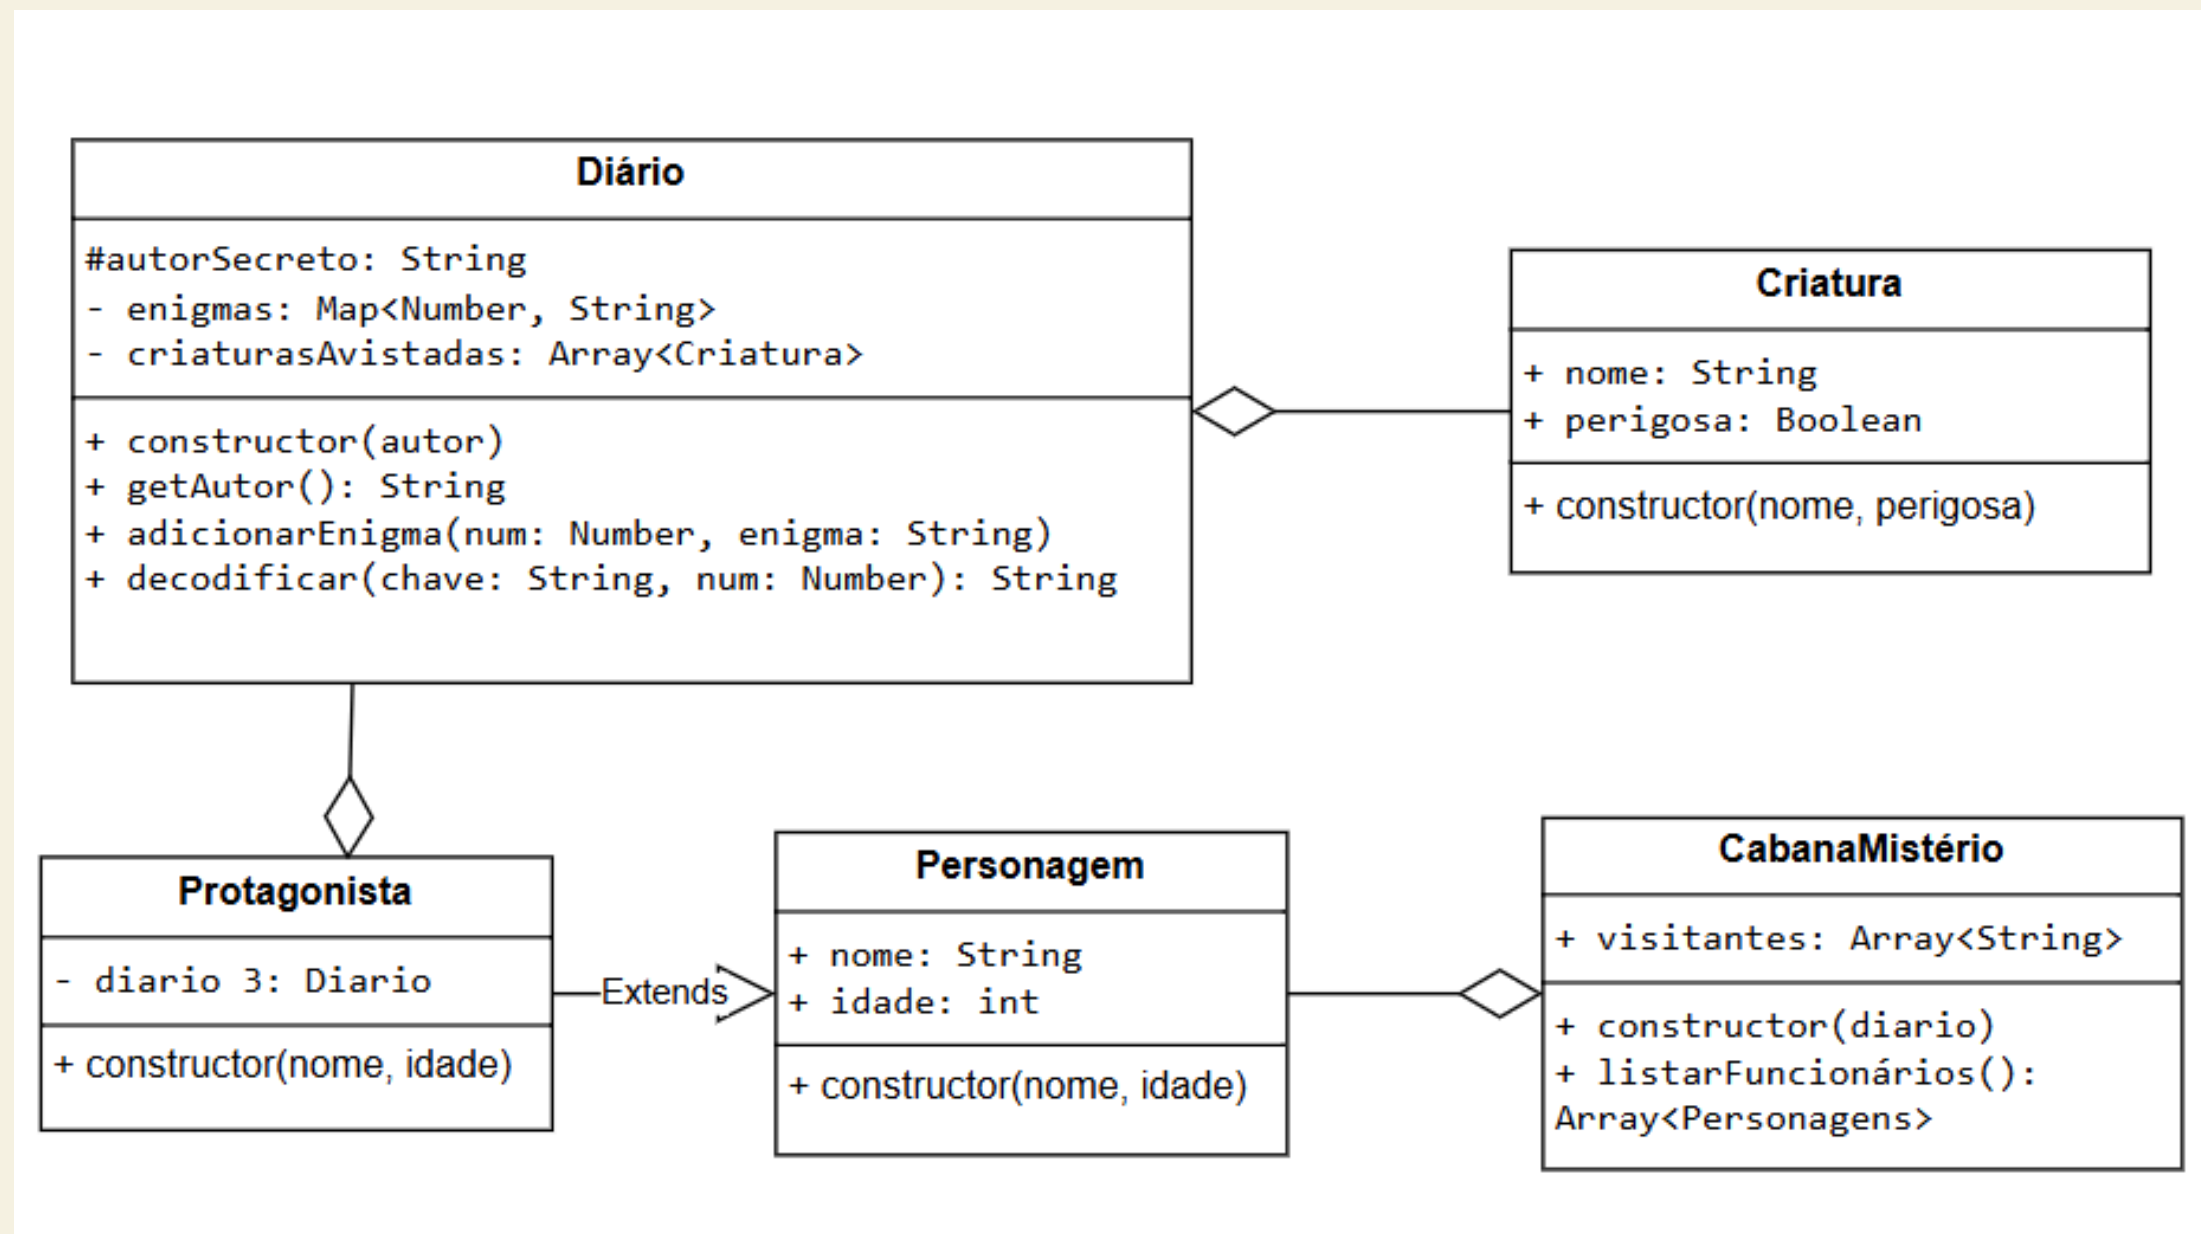 Diário
#autorSecreto: String
- enigmas: Map<Number, String>
- criaturasAvistadas: Array<Criatura>
+ constructor(autor)
+ getAutor(): String
+ adicionarEnigma(num: Number, enigma: String)
+ decodificar(chave: String, num: Number): String
Criatura
+ nome: String
+ perigosa: Boolean
+ constructor(nome, perigosa)
Protagonista
- diario 3: Diario
+ constructor(nome, idade)
Extends
Personagem
+ nome: String
+ idade: int
+ constructor(nome, idade)
CabanaMistério
+ visitantes: Array<String>
+ constructor(diario)
+ listarFuncionários():
Array<Personagens>